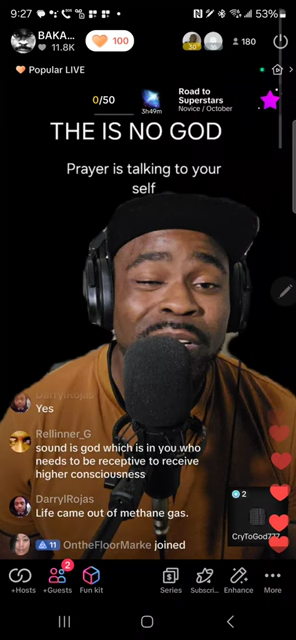 9:27
53%
BAKA...
11.8K
100
30
180
Popular LIVE
0/50
3h49m
Road to
Superstars
Novice / October
THE IS NO GOD
Prayer is talking to your
self
DarrylRojas
Yes
Rellinner_G
sound is god which is in you who
needs to be receptive to receive
higher consciousness
DarrylRojas
Life came out of methane gas.
11 OntheFloorMarke joined
2
CryToGod777
2
+Hosts
+Guests
Fun kit
Series
Subscri...
Enhance
More